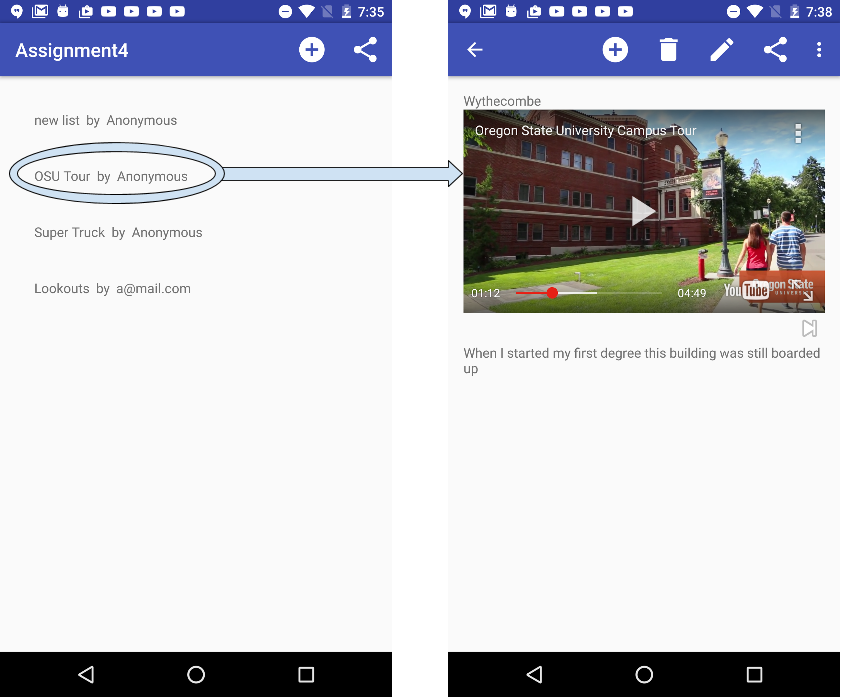 7:35
Assignment4
new list by Anonymous
OSU Tour by Anonymous
Super Truck by Anonymous
Lookouts by a@mail.com
7:38
Wythecombe
Oregon State University Campus Tour
01:12
04:49
YouTube
Oregon State
UNIVERSITY
When I started my first degree this building was still boarded
up